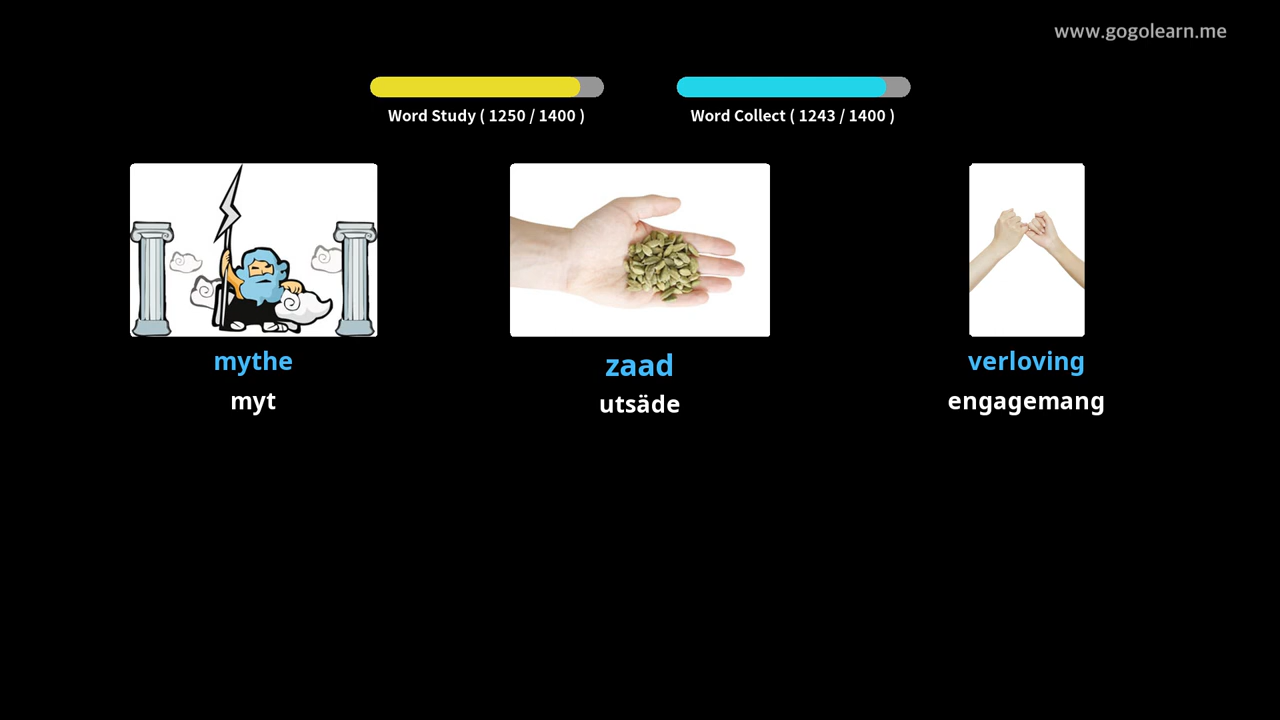 www.gogolearn.me
Word Study ( 1250 / 1400 )
Word Collect ( 1243 / 1400 )
mythe
myt
zaad
utsäde
verloving
engagemang